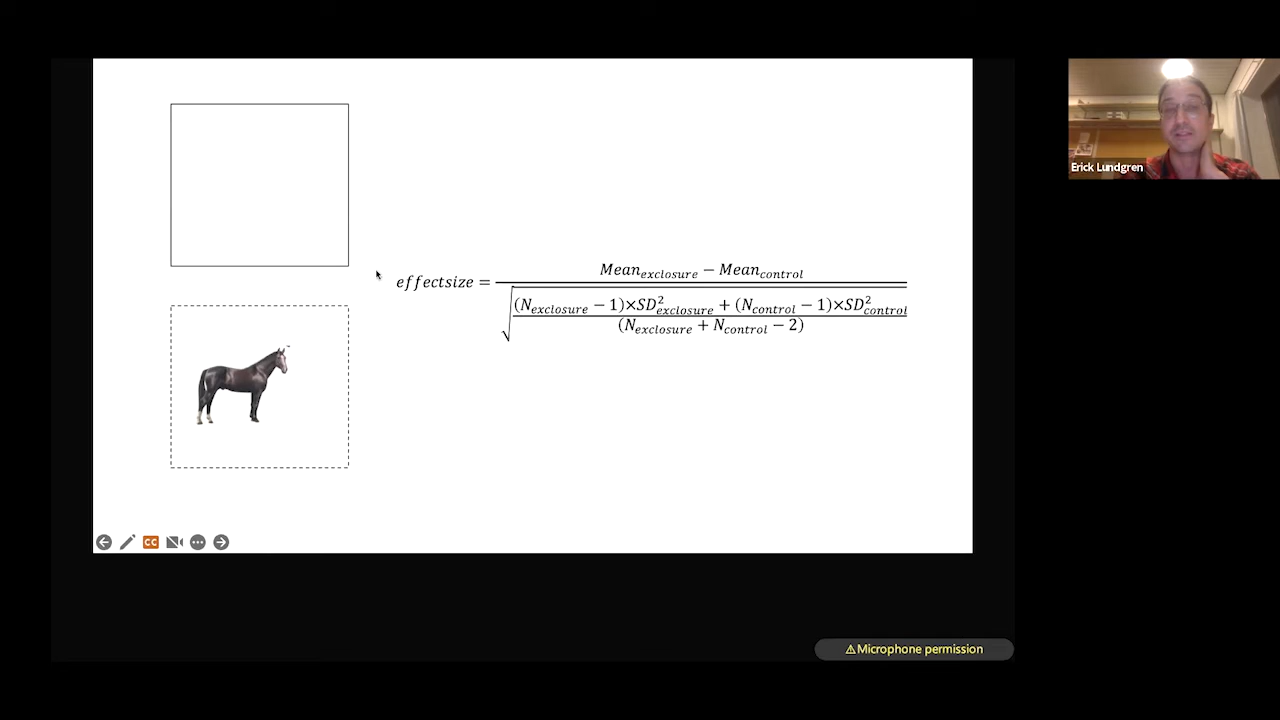 Erick Lundgren
effectsize = 
Mean_exclosure − Mean_control
√
(N_exclosure − 1)×SD²_exclosure + (N_control − 1)×SD²_control
(N_exclosure + N_control − 2)
CC
⚠Microphone permission